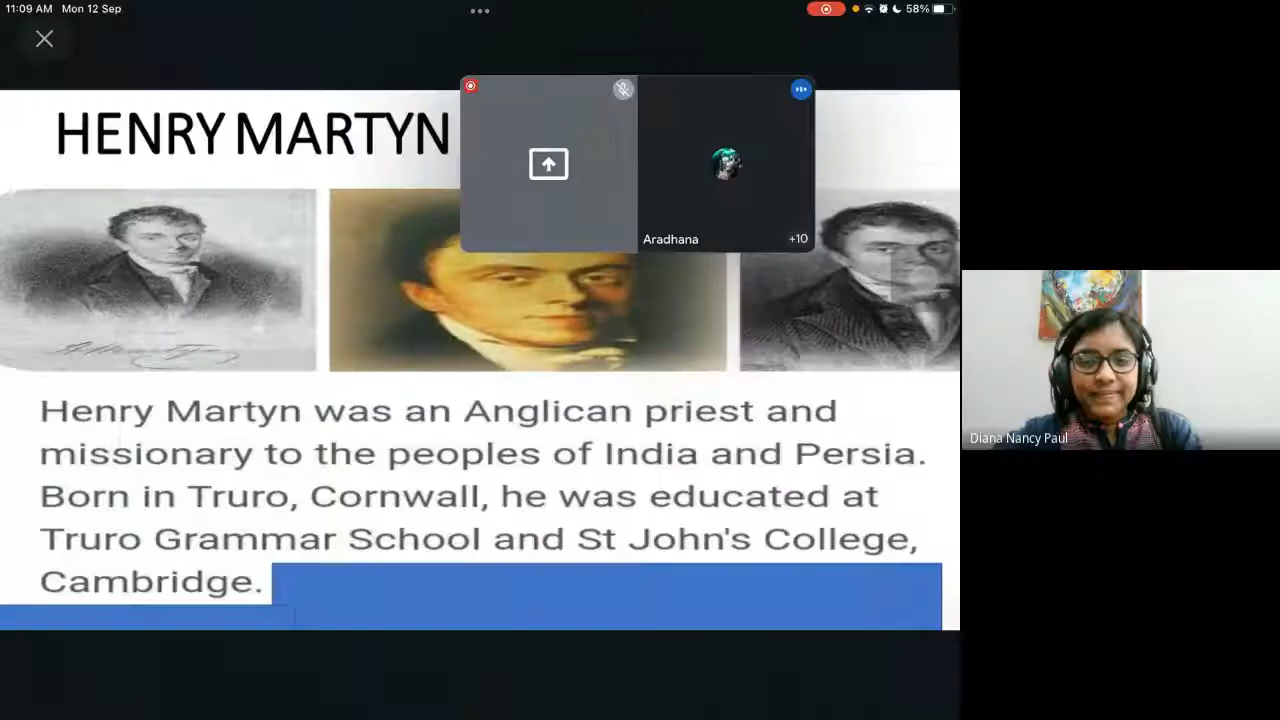 11:09 AM Mon 12 Sep
58%
HENRY MARTYN
Aradhana
+10
Henry Martyn was an Anglican priest and
missionary to the peoples of India and Persia.
Born in Truro, Cornwall, he was educated at
Truro Grammar School and St John's College,
Cambridge.
Diana Nancy Paul